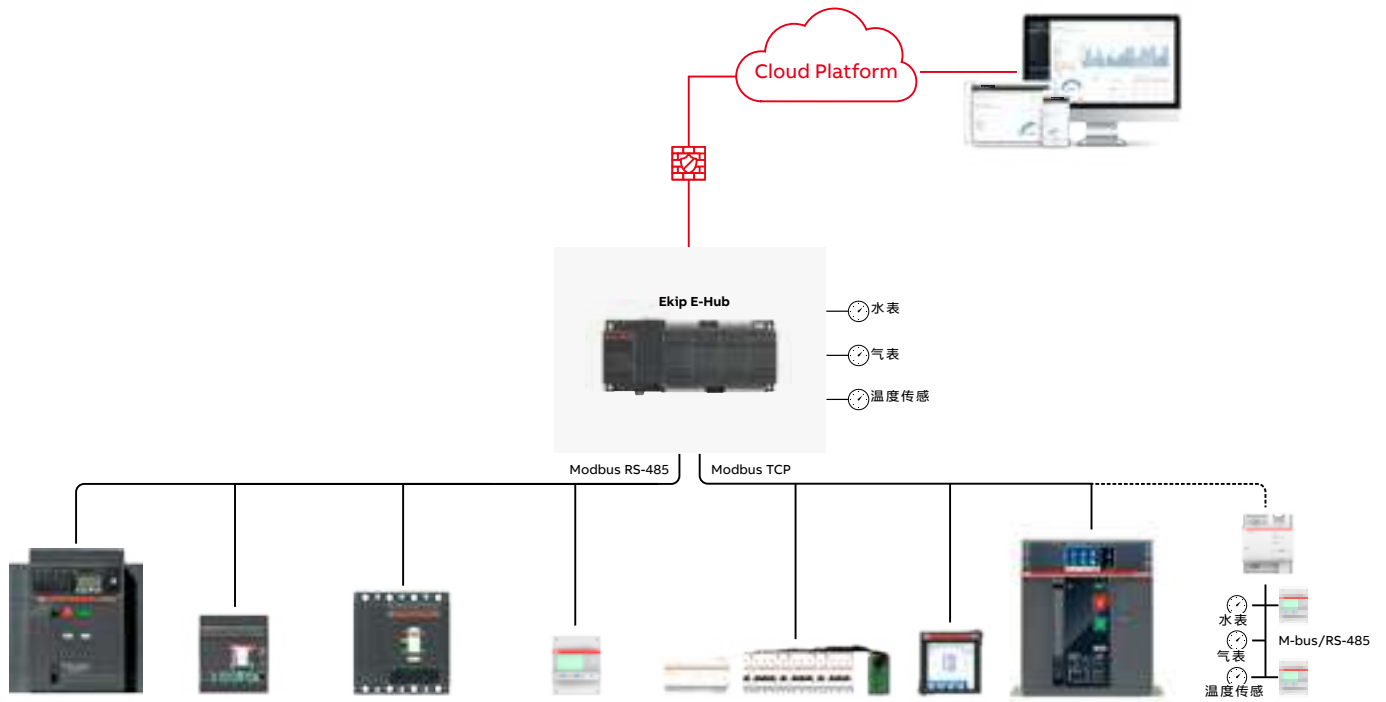 Cloud Platform
Ekip E-Hub
水表
气表
温度传感
Modbus RS-485
Modbus TCP
水表
M-bus/RS-485
气表
温度传感